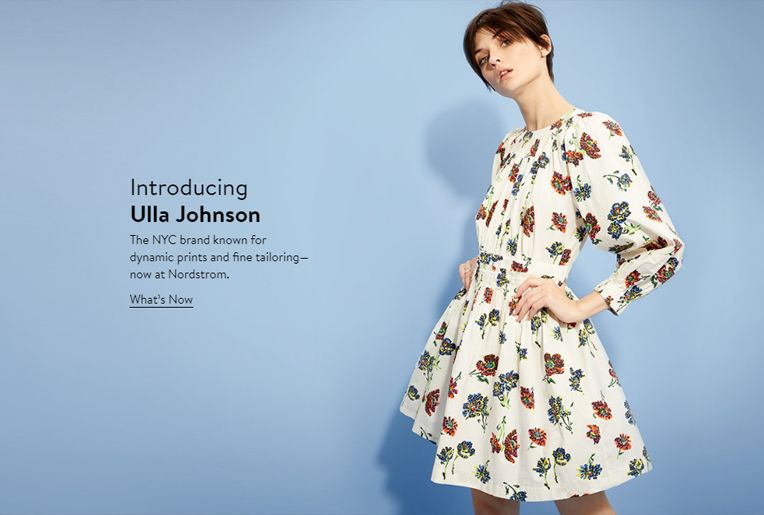 Introducing
Ulla Johnson
The NYC brand known for
dynamic prints and fine tailoring—
now at Nordstrom.
What's Now